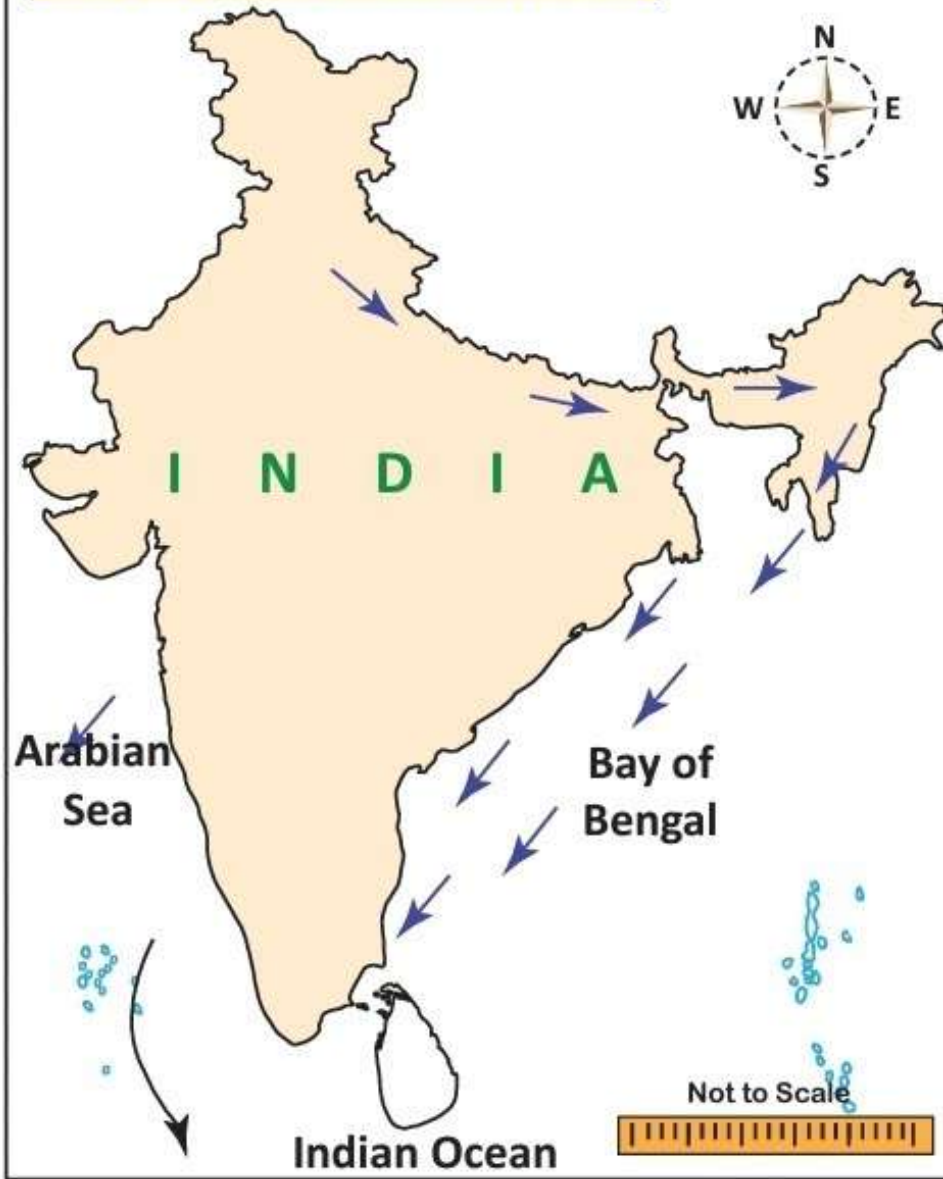 N
W E
S
I N D I A
Arabian
Sea
Bay of
Bengal
Not to Scale
Indian Ocean